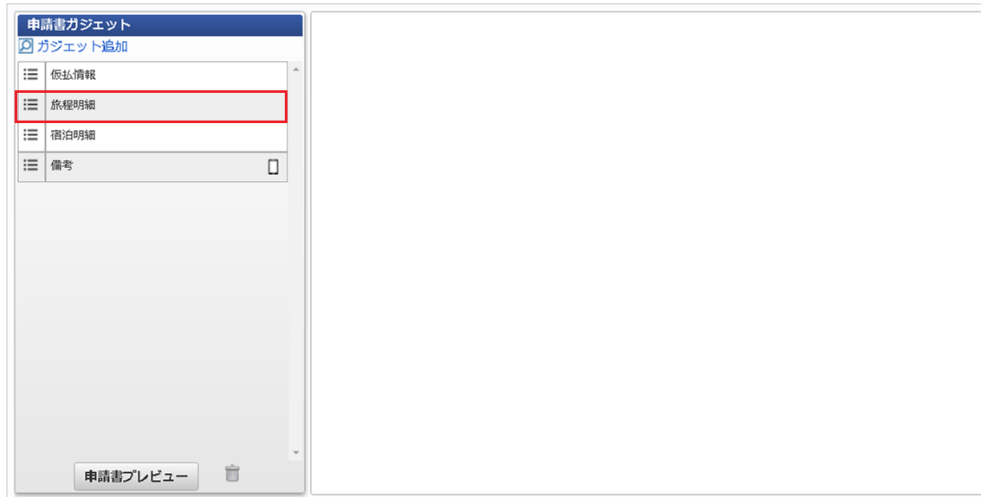 申請書ガジェット
ガジェット追加
仮払情報
旅程明細
宿泊明細
備考
申請書プレビュー